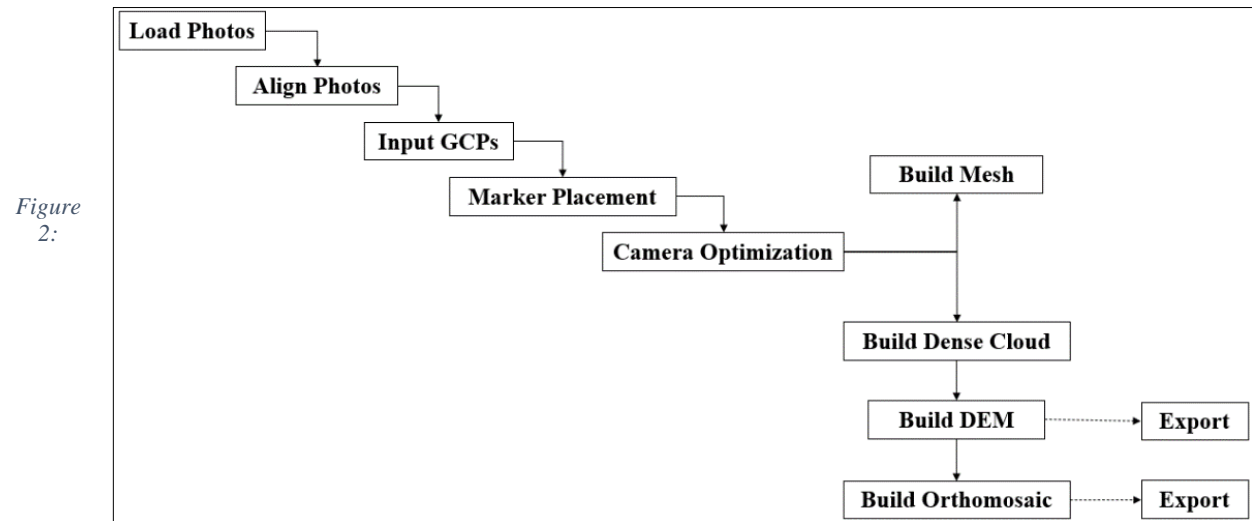 Load Photos
Align Photos
Input GCPs
Build Mesh
Marker Placement
Figure
2:
Camera Optimization
Build Dense Cloud
Build DEM
Export
Build Orthomosaic
Export